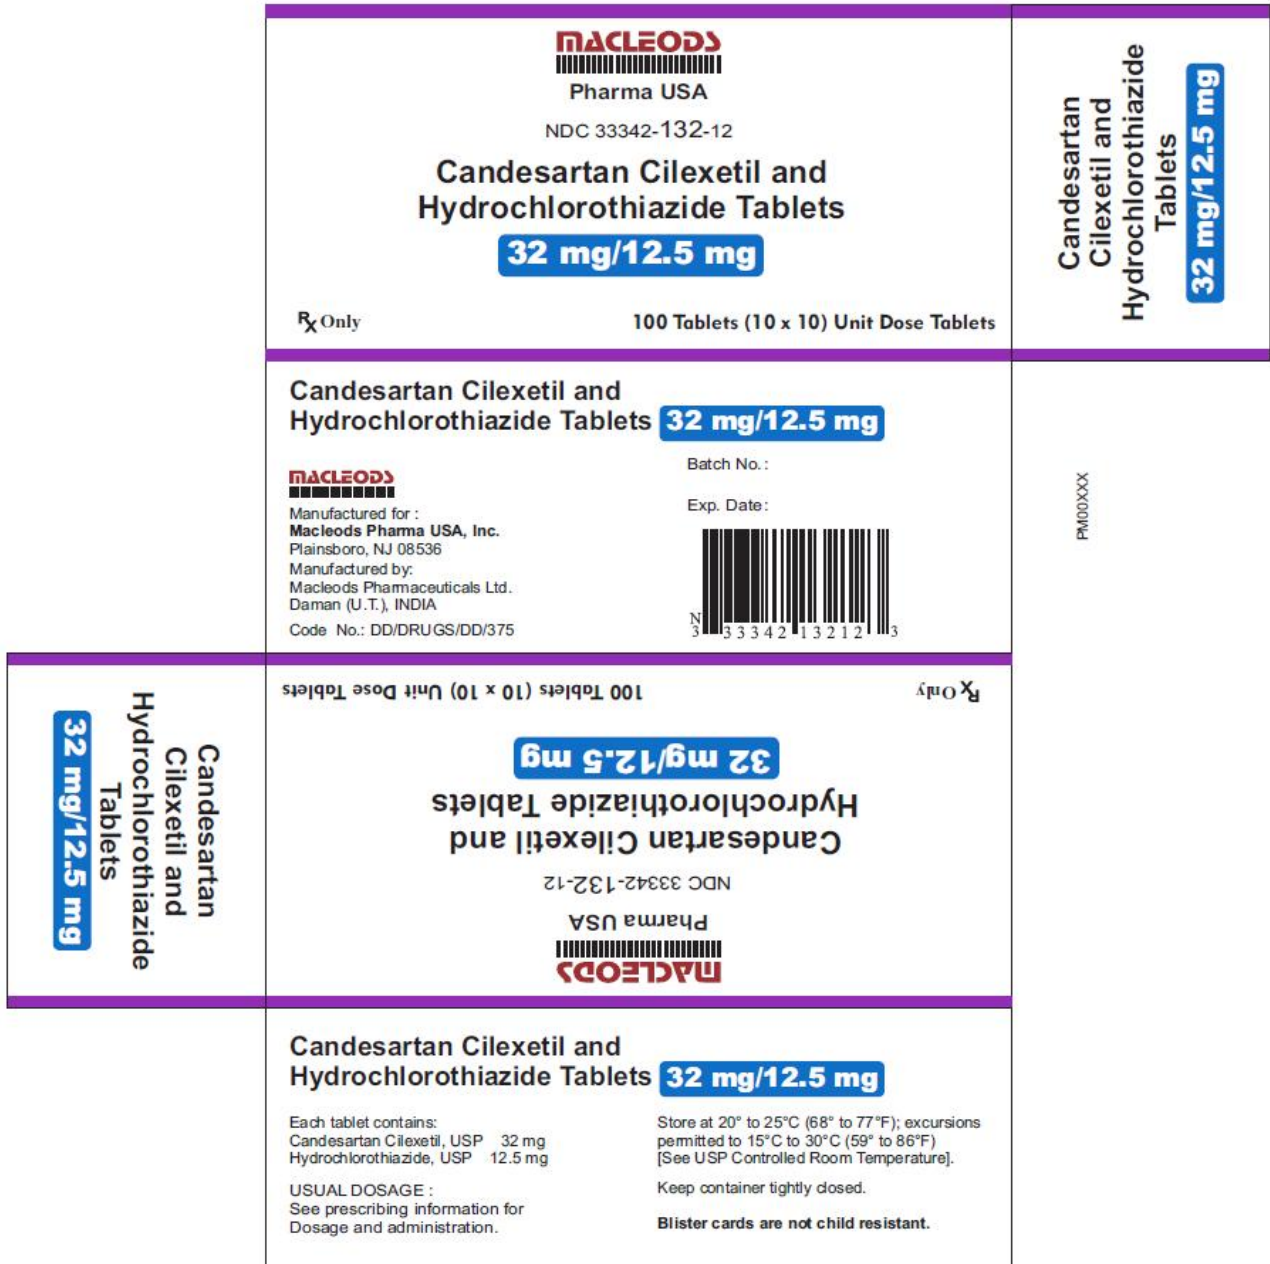 MACLEODS
Pharma USA
NDC 33342-132-12
Candesartan Cilexetil and
Hydrochlorothiazide Tablets
32 mg/12.5 mg
Rx Only
100 Tablets (10 x 10) Unit Dose Tablets
Candesartan
Cilexetil and
Hydrochlorothiazide
Tablets
32 mg/12.5 mg
Candesartan Cilexetil and
Hydrochlorothiazide Tablets 32 mg/12.5 mg
MACLEODS
Manufactured for :
Macleods Pharma USA, Inc.
Plainsboro, NJ 08536
Manufactured by:
Macleods Pharmaceuticals Ltd.
Daman (U.T.), INDIA
Code No.: DD/DRUGS/DD/375
Batch No. :
Exp. Date :
N
3 33342 13212 3
PM00XXX
Candesartan
Cilexetil and
Hydrochlorothiazide
Tablets
32 mg/12.5 mg
MACLEODS
Pharma USA
NDC 33342-132-12
Candesartan Cilexetil and
Hydrochlorothiazide Tablets
32 mg/12.5 mg
Rx Only
100 Tablets (10 x 10) Unit Dose Tablets
Candesartan Cilexetil and
Hydrochlorothiazide Tablets 32 mg/12.5 mg
Each tablet contains:
Candesartan Cilexetil, USP 32 mg
Hydrochlorothiazide, USP 12.5 mg
USUAL DOSAGE :
See prescribing information for
Dosage and administration.
Store at 20° to 25°C (68° to 77°F); excursions
permitted to 15°C to 30°C (59° to 86°F)
[See USP Controlled Room Temperature].
Keep container tightly closed.
Blister cards are not child resistant.